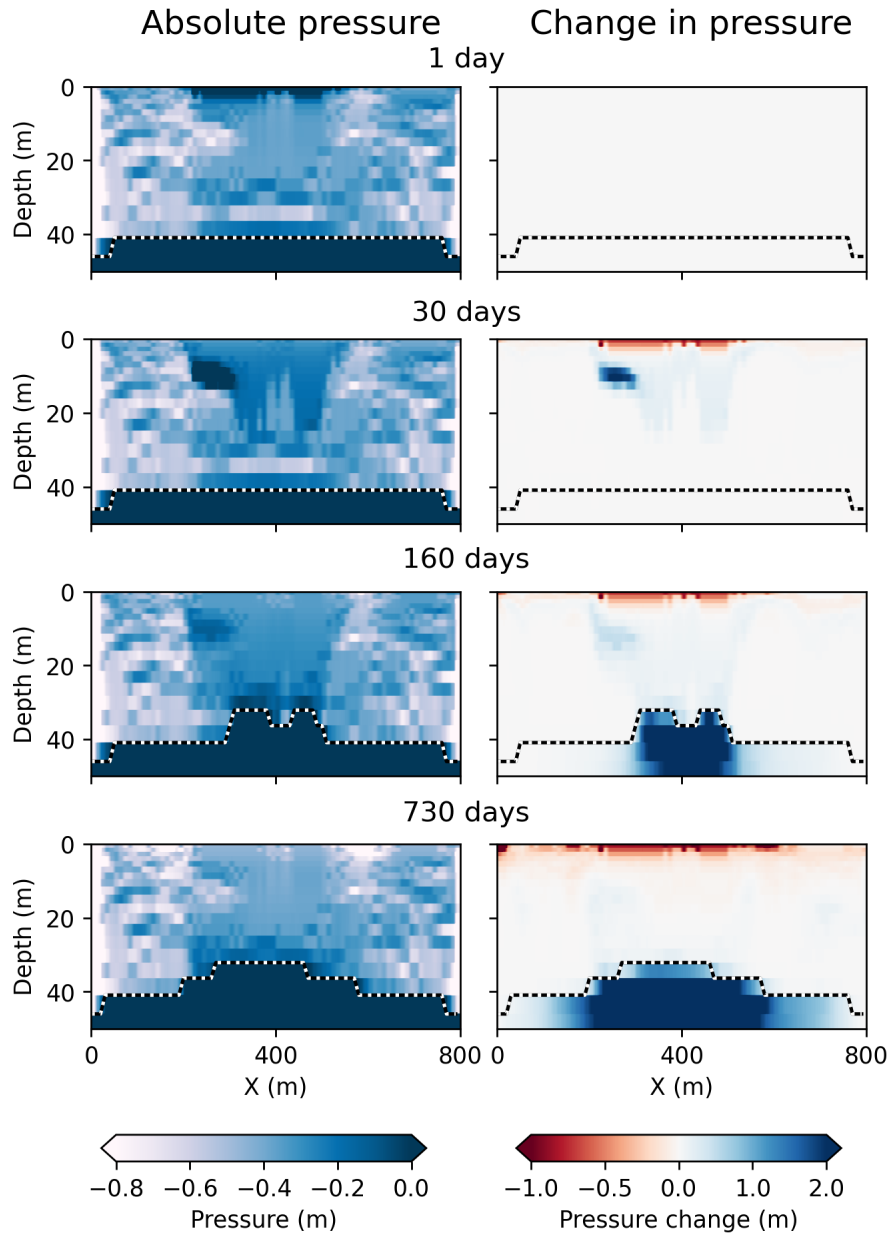 Absolute pressure Change in pressure
1 day
0
20
40
Depth (m)
30 days
0
20
40
Depth (m)
160 days
0
20
40
Depth (m)
730 days
0
20
40
Depth (m)
0 400 800 0 400 800
X (m) X (m)
−0.8 −0.6 −0.4 −0.2 0.0 −1.0 −0.5 0.0 1.0 2.0
Pressure (m) Pressure change (m)